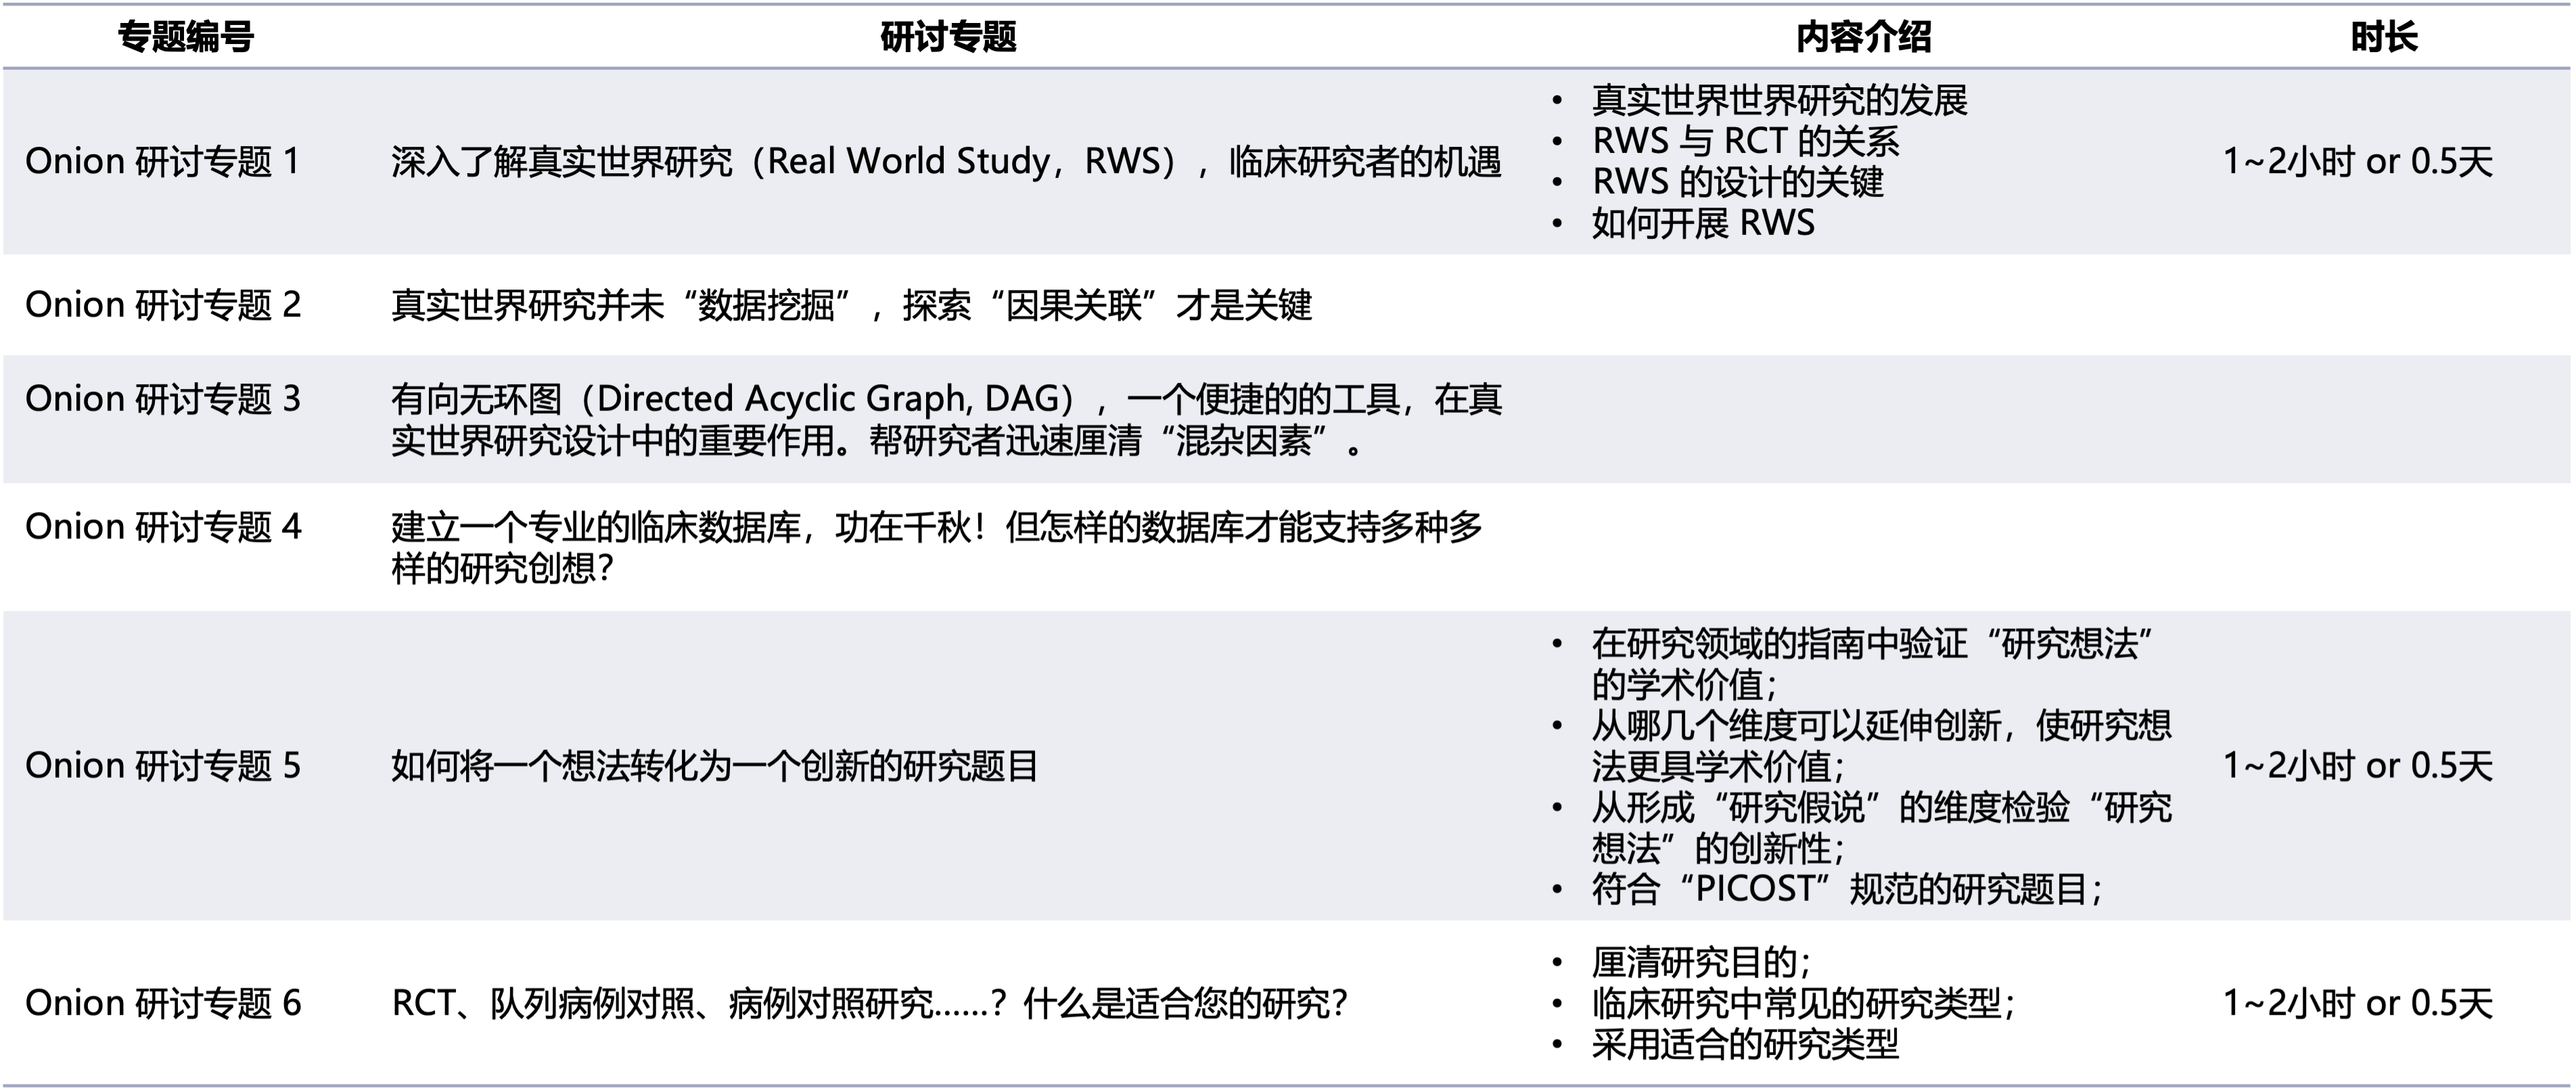 专题编号 研讨专题 内容介绍 时长
Onion 研讨专题 1
深入了解真实世界研究（Real World Study，RWS），临床研究者的机遇
• 真实世界世界研究的发展
• RWS 与 RCT 的关系
• RWS 的设计的关键
• 如何开展 RWS
1~2小时 or 0.5天
Onion 研讨专题 2
真实世界研究并未“数据挖掘”，探索“因果关联”才是关键
Onion 研讨专题 3
有向无环图（Directed Acyclic Graph, DAG），一个便捷的的工具，在真
实世界研究设计中的重要作用。帮研究者迅速厘清“混杂因素”。
Onion 研讨专题 4
建立一个专业的临床数据库，功在千秋！但怎样的数据库才能支持多种多
样的研究创想？
Onion 研讨专题 5
如何将一个想法转化为一个创新的研究题目
• 在研究领域的指南中验证“研究想法”
的学术价值；
• 从哪几个维度可以延伸创新，使研究想
法更具学术价值；
• 从形成“研究假说”的维度检验“研究
想法”的创新性；
• 符合“PICOST”规范的研究题目；
1~2小时 or 0.5天
Onion 研讨专题 6
RCT、队列病例对照、病例对照研究......？什么是适合您的研究？
• 厘清研究目的；
• 临床研究中常见的研究类型；
• 采用适合的研究类型
1~2小时 or 0.5天